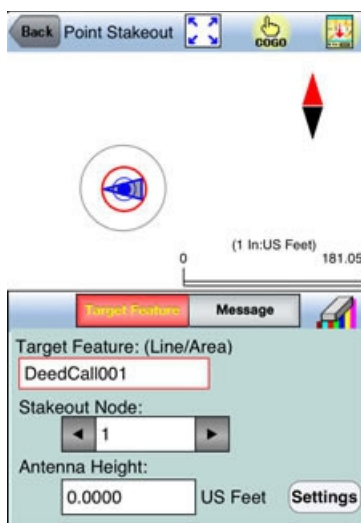 Back Point Stakeout COGO
(1 In:US Feet)
0 181.05
Target Feature Message
Target Feature: (Line/Area)
DeedCall001
Stakeout Node:
1
Antenna Height:
0.0000 US Feet Settings